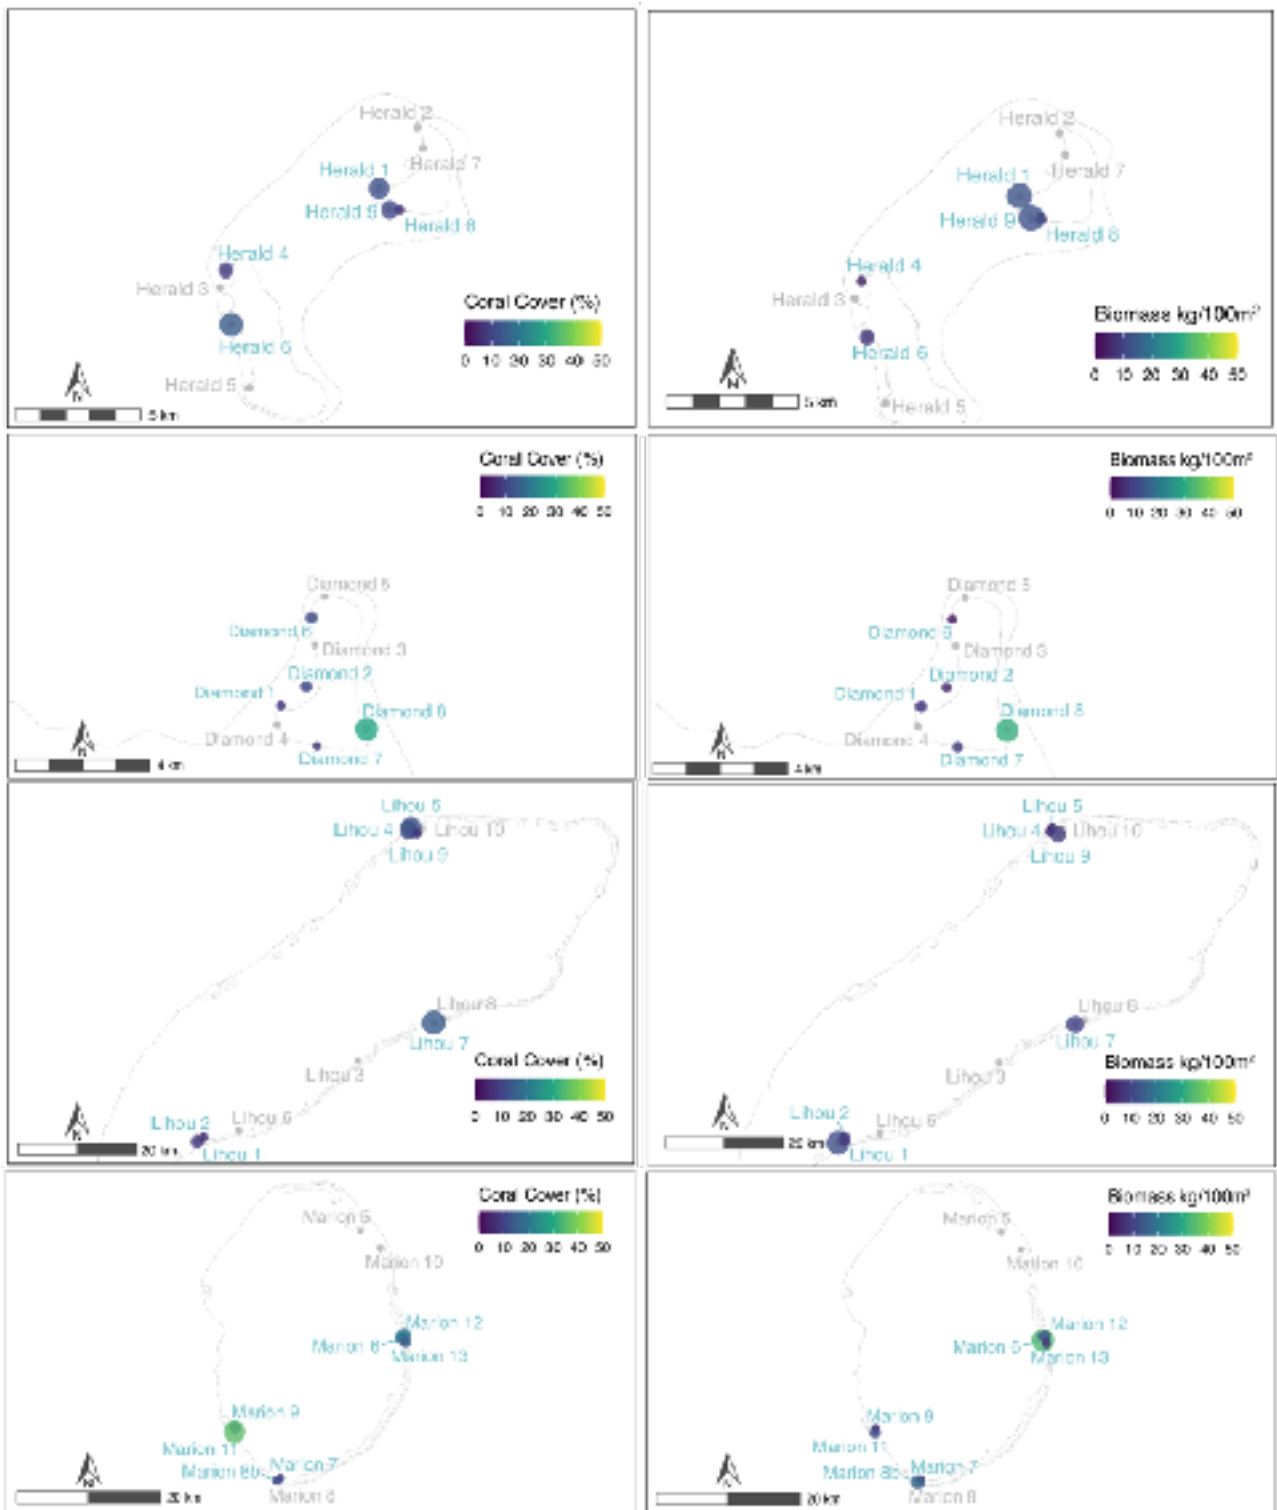 Herald 2
Herald 7
Herald 1
Herald 9
Herald 8
Herald 4
Herald 3
Herald 6
Herald 5
Coral Cover (%)
0 10 20 30 40 50
N
5 km
Herald 2
Herald 7
Herald 1
Herald 9
Herald 8
Herald 4
Herald 3
Herald 6
Herald 5
Biomass kg/100m²
0 10 20 30 40 50
N
5 km
Coral Cover (%)
0 10 20 30 40 50
Diamond 5
Diamond 6
Diamond 3
Diamond 2
Diamond 1
Diamond 8
Diamond 4
Diamond 7
N
4 km
Biomass kg/100m²
0 10 20 30 40 50
Diamond 5
Diamond 6
Diamond 3
Diamond 2
Diamond 1
Diamond 8
Diamond 4
Diamond 7
N
4 km
Lihou 5
Lihou 4
Lihou 10
Lihou 9
Lihou 8
Lihou 7
Lihou 3
Lihou 6
Lihou 2
Lihou 1
Coral Cover (%)
0 10 20 30 40 50
N
20 km
Lihou 5
Lihou 4
Lihou 10
Lihou 9
Lihou 8
Lihou 7
Lihou 3
Lihou 6
Lihou 2
Lihou 1
Biomass kg/100m²
0 10 20 30 40 50
N
20 km
Coral Cover (%)
0 10 20 30 40 50
Marion 5
Marion 10
Marion 12
Marion 6
Marion 13
Marion 9
Marion 11
Marion 7
Marion 8b
Marion 8
N
20 km
Biomass kg/100m²
0 10 20 30 40 50
Marion 5
Marion 10
Marion 12
Marion 6
Marion 13
Marion 9
Marion 11
Marion 7
Marion 8b
Marion 8
N
20 km